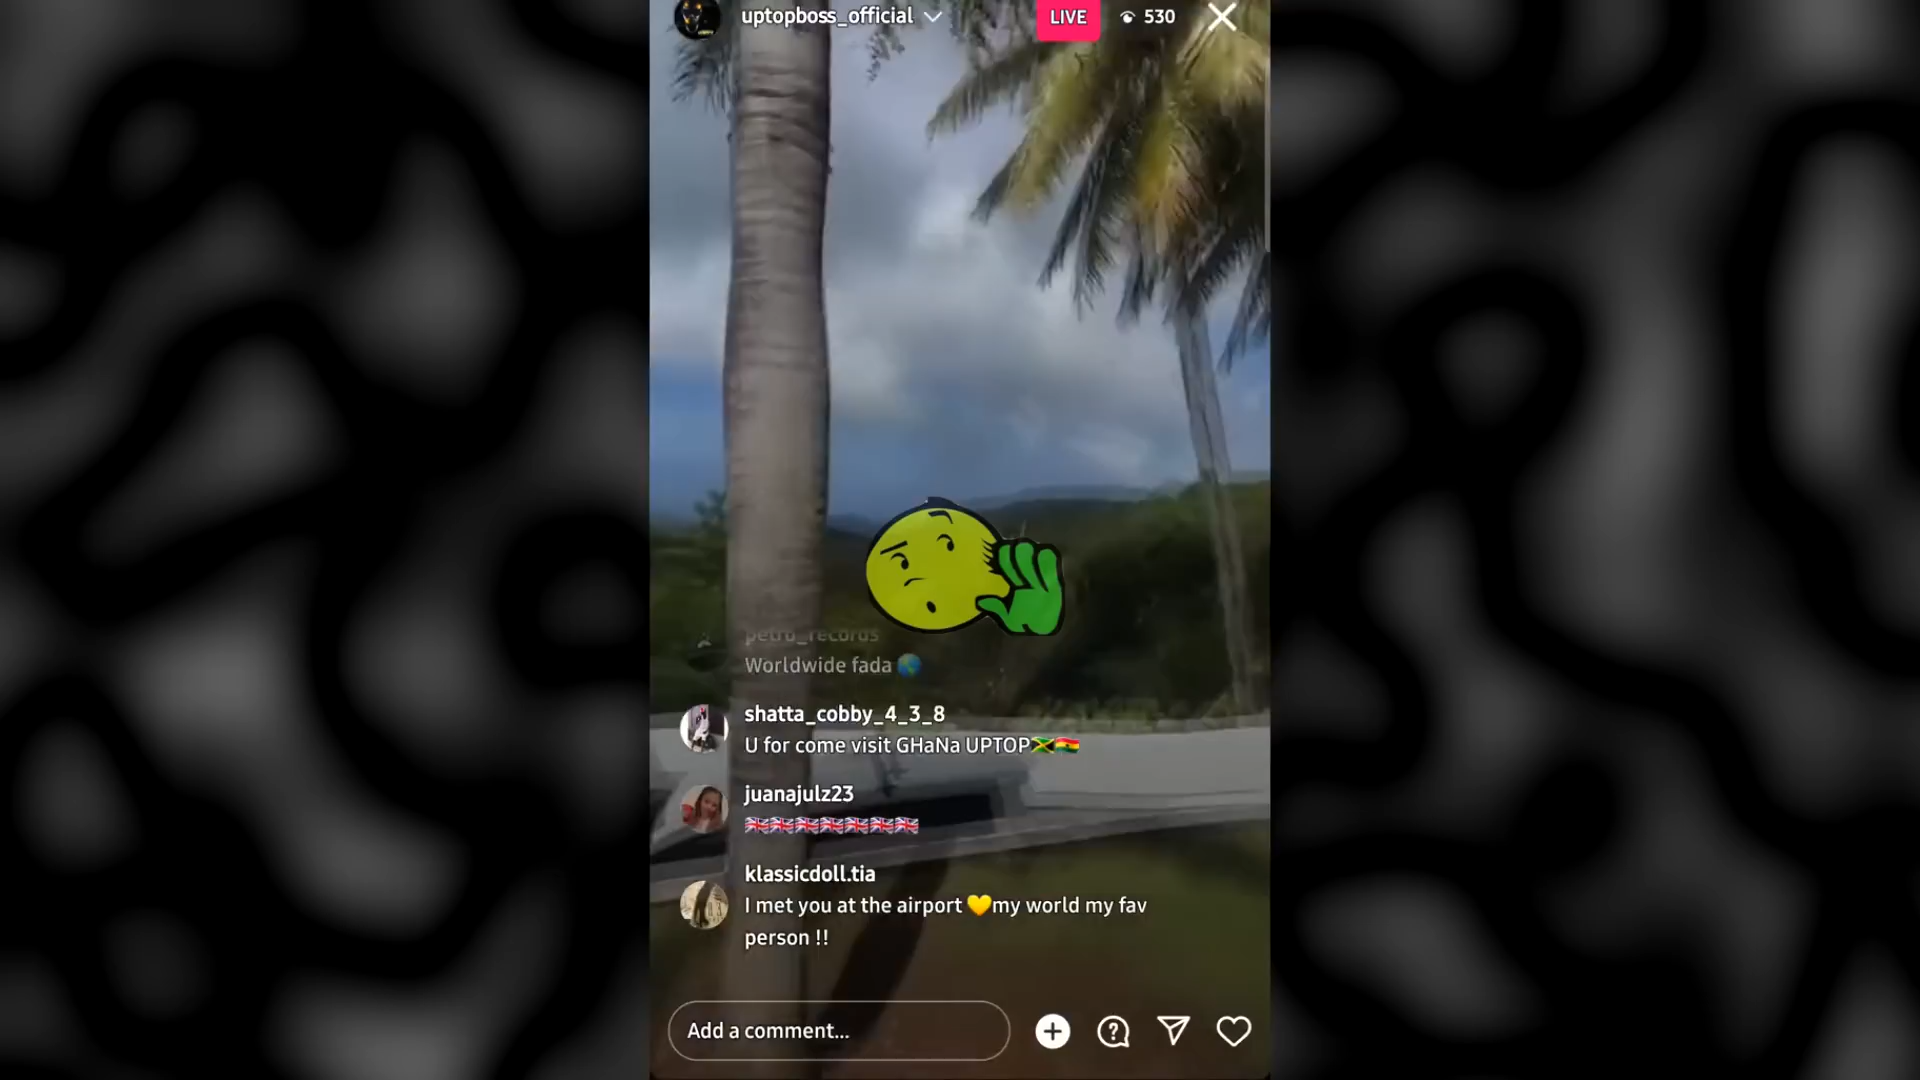 uptopboss_official
LIVE
530
petro_records
Worldwide fada 🌎
shatta_cobby_4_3_8
U for come visit GHaNa UPTOP🇯🇲🇬🇭
juanajulz23
🇬🇧🇬🇧🇬🇧🇬🇧🇬🇧🇬🇧🇬🇧
klassicdoll.tia
I met you at the airport 💛my world my fav
person !!
Add a comment...